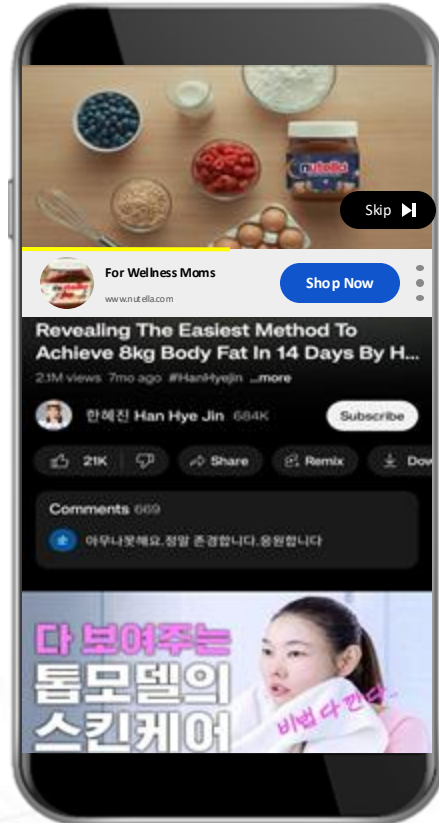 nutella
Skip
For Wellness Moms
www.nutella.com
Shop Now
Revealing The Easiest Method To
Achieve 8kg Body Fat In 14 Days By H...
2.1M views 7mo ago #HanHyejin ...more
한혜진 Han Hye Jin 684K
Subscribe
21K
Share
Remix
Dow
Comments 669
아무나못해요.정말 존경합니다.응원합니다
다 보여주는
톱모델의
스킨케어
비법 다 깐다..